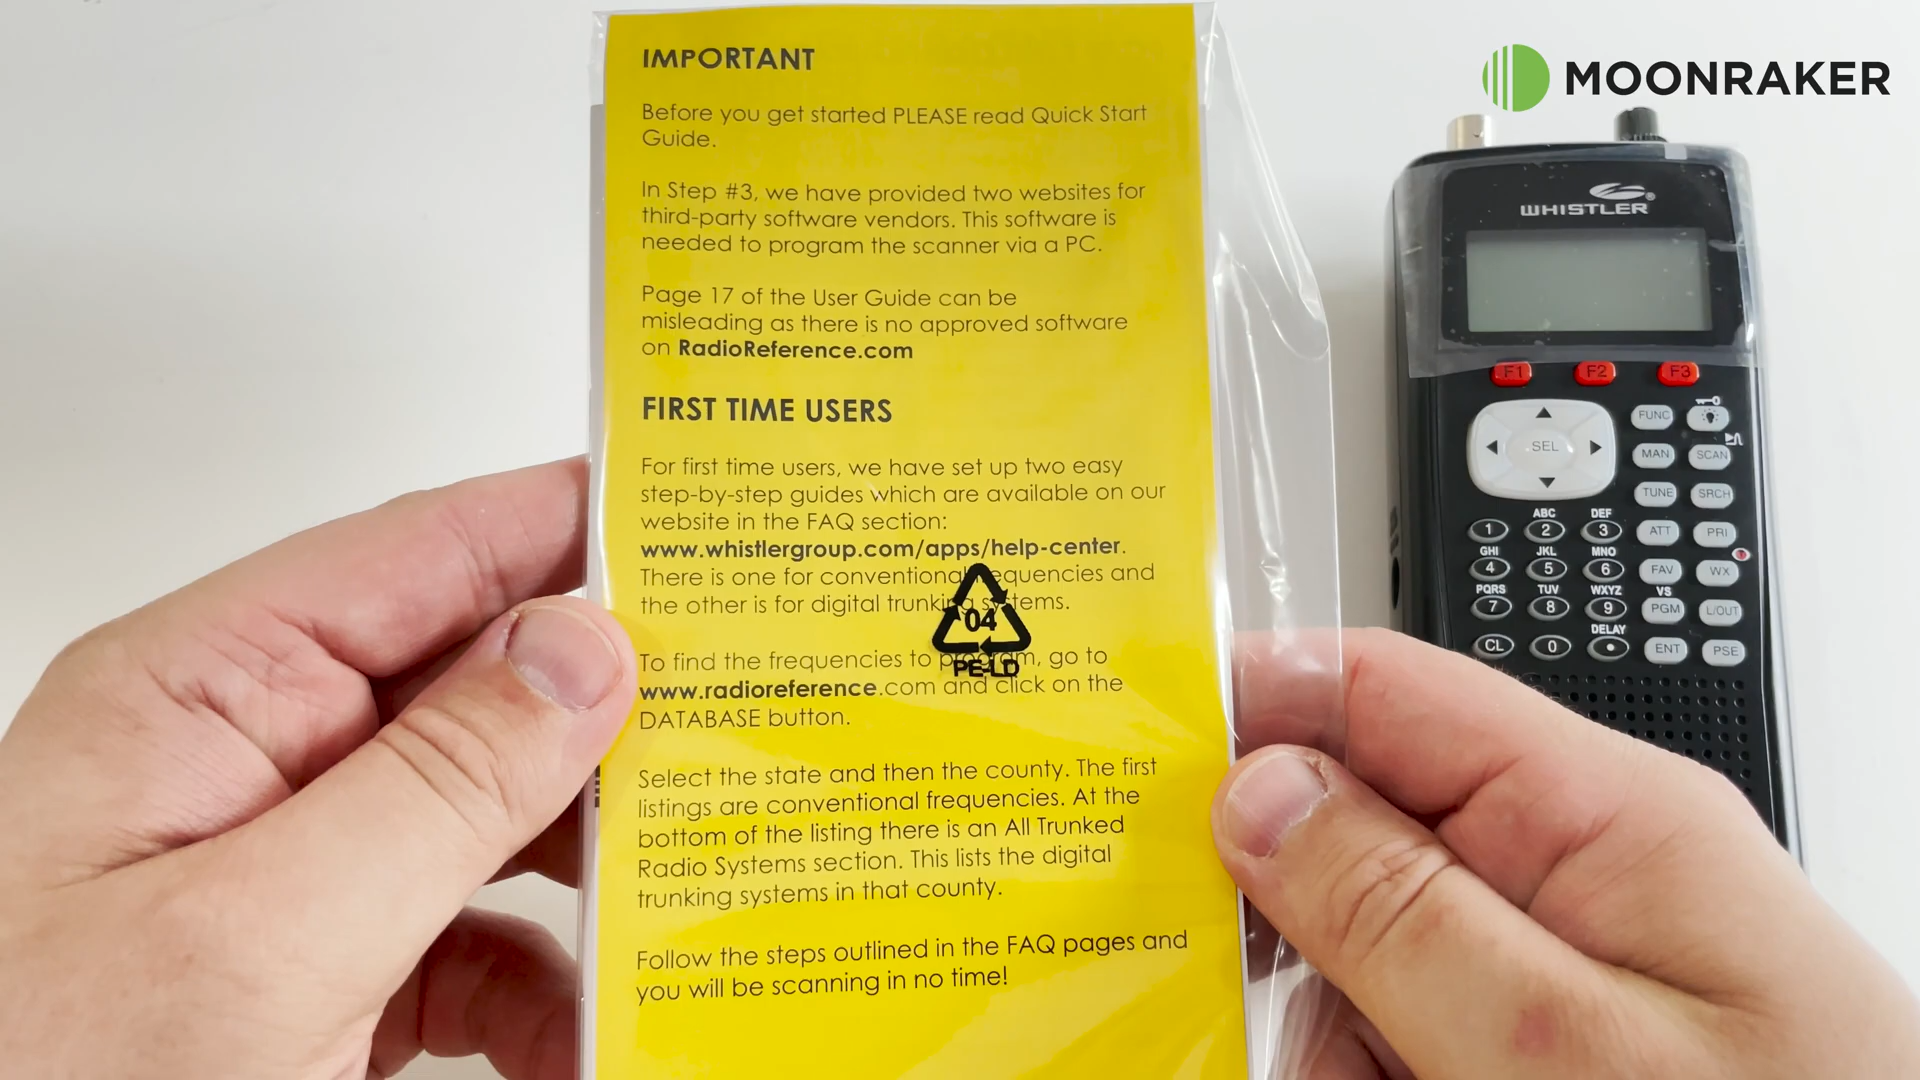 IMPORTANT
Before you get started PLEASE read Quick Start
Guide.
In Step #3, we have provided two websites for
third-party software vendors. This software is
needed to program the scanner via a PC.
Page 17 of the User Guide can be
misleading as there is no approved software
on RadioReference.com
FIRST TIME USERS
For first time users, we have set up two easy
step-by-step guides which are available on our
website in the FAQ section:
www.whistlergroup.com/apps/help-center.
There is one for conventional frequencies and
the other is for digital trunking systems.
To find the frequencies to program, go to
www.radioreference.com and click on the
DATABASE button.
Select the state and then the county. The first
listings are conventional frequencies. At the
bottom of the listing there is an All Trunked
Radio Systems section. This lists the digital
trunking systems in that county.
Follow the steps outlined in the FAQ pages and
you will be scanning in no time!
04
PE-LD
MOONRAKER
WHISTLER®
F1 F2 F3
SEL
FUNC
MAN SCAN
TUNE SRCH
ABC DEF
1 2 3 ATT PRI
GHI JKL MNO
4 5 6 FAV WX
PQRS TUV WXYZ VS
7 8 9 PGM L/OUT
DELAY
CL 0 • ENT PSE